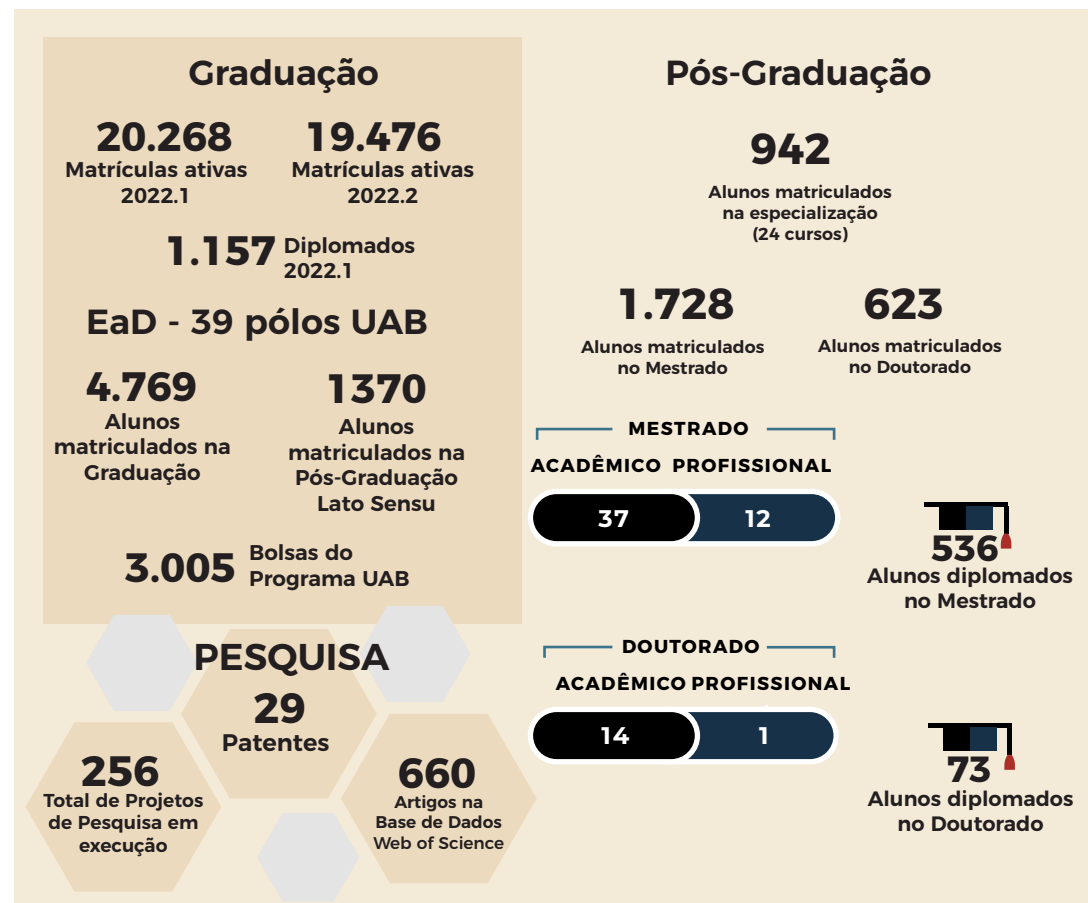 Graduação
20.268
Matrículas ativas
2022.1
19.476
Matrículas ativas
2022.2
1.157
Diplomados
2022.1
EaD - 39 pólos UAB
4.769
Alunos
matriculados na
Graduação
1370
Alunos
matriculados na
Pós-Graduação
Lato Sensu
3.005
Bolsas do
Programa UAB
PESQUISA
29
Patentes
256
Total de Projetos
de Pesquisa em
execução
660
Artigos na
Base de Dados
Web of Science
Pós-Graduação
942
Alunos matriculados
na especialização
(24 cursos)
1.728
Alunos matriculados
no Mestrado
623
Alunos matriculados
no Doutorado
MESTRADO
ACADÊMICO PROFISSIONAL
37 12
536
Alunos diplomados
no Mestrado
DOUTORADO
ACADÊMICO PROFISSIONAL
14 1
73
Alunos diplomados
no Doutorado